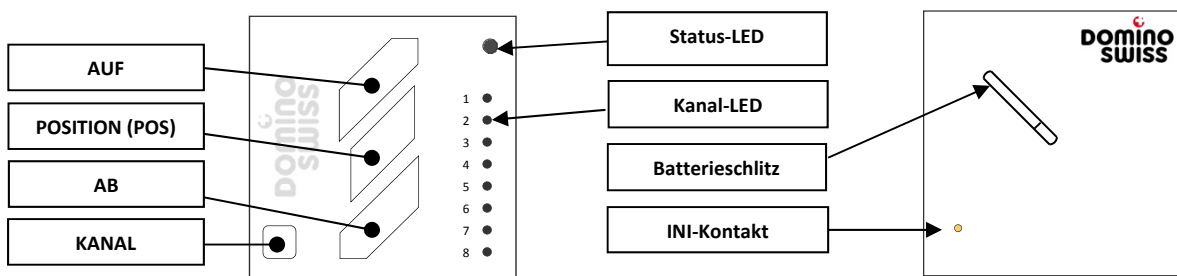 AUF
POSITION (POS)
AB
KANAL
DOMINO
SWISS
1
2
3
4
5
6
7
8
Status-LED
Kanal-LED
Batterieschlitz
INI-Kontakt
DOMINO
SWISS